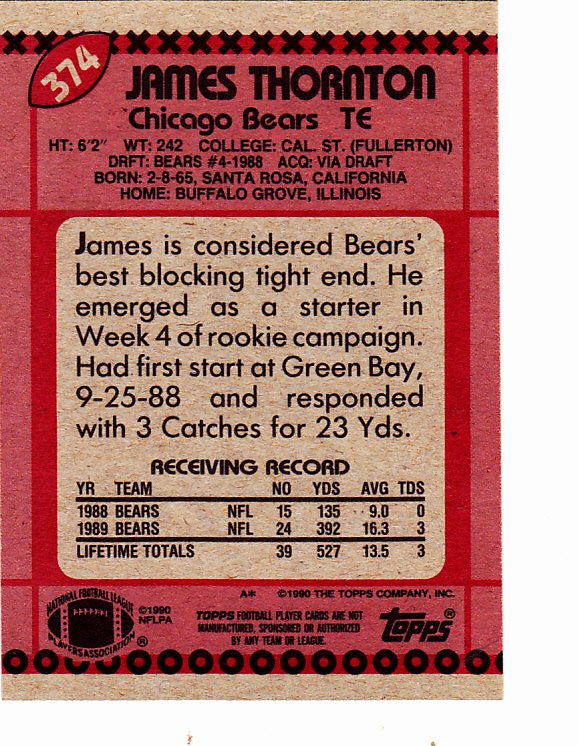 374
JAMES THORNTON
Chicago Bears TE
HT: 6'2" WT: 242 COLLEGE: CAL. ST. (FULLERTON)
DRFT: BEARS #4-1988 ACQ: VIA DRAFT
BORN: 2-8-65, SANTA ROSA, CALIFORNIA
HOME: BUFFALO GROVE, ILLINOIS
James is considered Bears'
best blocking tight end. He
emerged as a starter in
Week 4 of rookie campaign.
Had first start at Green Bay,
9-25-88 and responded
with 3 Catches for 23 Yds.
RECEIVING RECORD
YR TEAM NO YDS AVG TDS
1988 BEARS NFL 15 135 9.0 0
1989 BEARS NFL 24 392 16.3 3
LIFETIME TOTALS 39 527 13.5 3
A* ©1990 THE TOPPS COMPANY, INC.
NATIONAL FOOTBALL LEAGUE
PLAYERS ASSOCIATION ®
©1990
NFLPA
TOPPS FOOTBALL PLAYER CARDS ARE NOT
MANUFACTURED, SPONSORED OR AUTHORIZED
BY ANY TEAM OR LEAGUE.
Topps ®